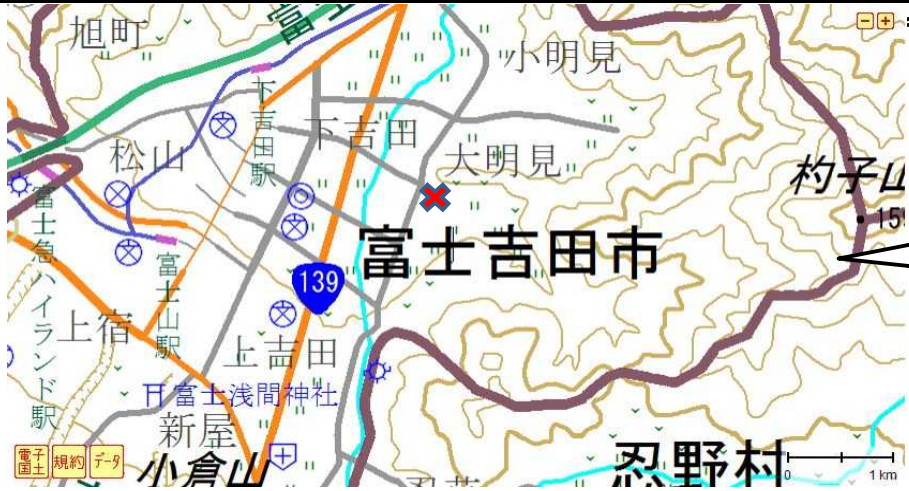 旭町
富士
小明見
下吉田
下吉田駅
大明見
松山
杓子山
159
富士吉田市
139
富士急ハイランド駅
富士山駅
上宿
上吉田
富士浅間神社
新屋
小倉山
忍野村
電子国土
規約
データ
0
1 km